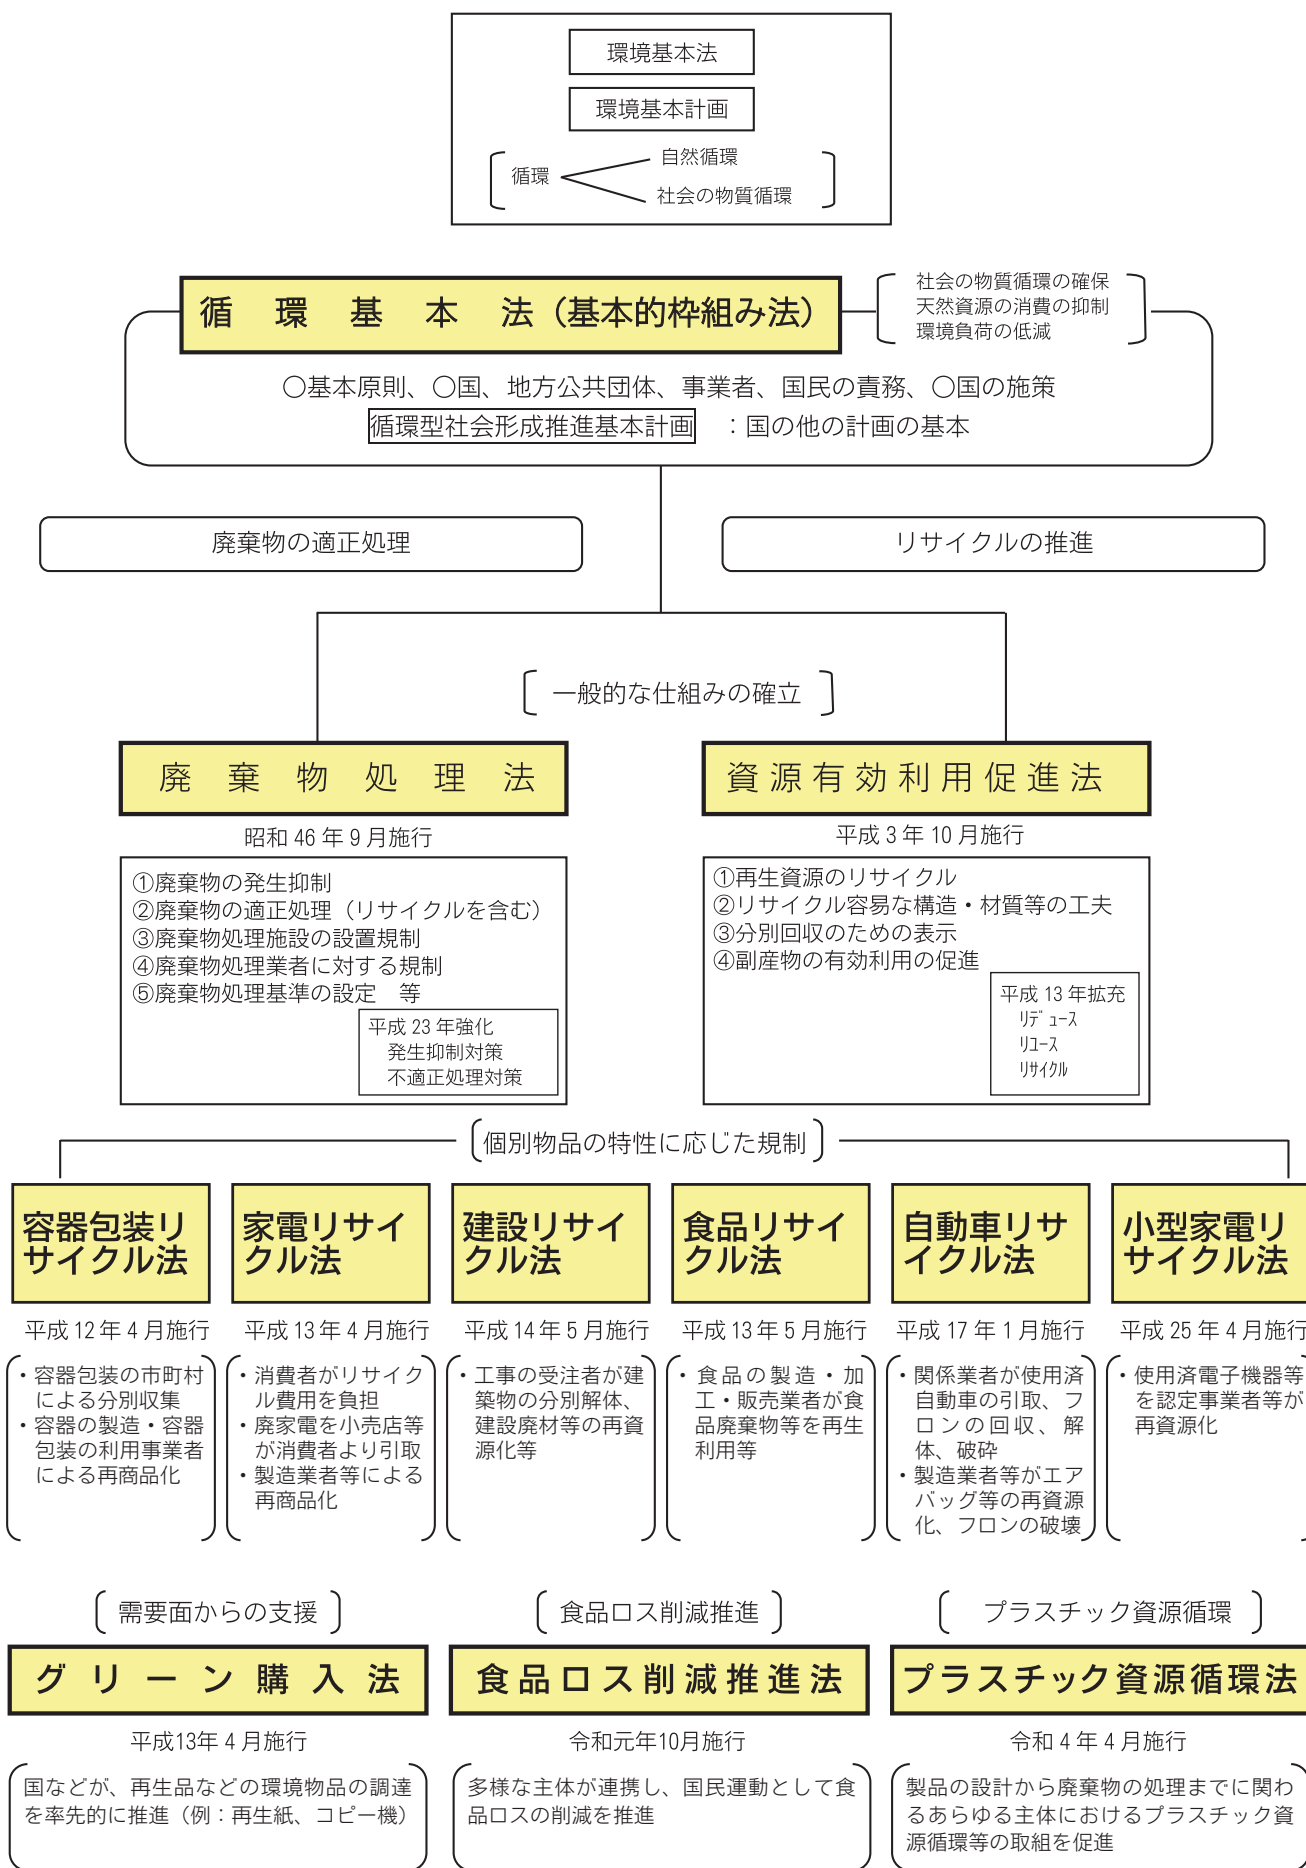 環境基本法
環境基本計画
循環
自然循環
社会の物質循環
循環基本法（基本的枠組み法）
社会の物質循環の確保
天然資源の消費の抑制
環境負荷の低減
〇基本原則、〇国、地方公共団体、事業者、国民の責務、〇国の施策
循環型社会形成推進基本計画　：国の他の計画の基本
廃棄物の適正処理
リサイクルの推進
一般的な仕組みの確立
廃棄物処理法
昭和 46 年 9 月施行
①廃棄物の発生抑制
②廃棄物の適正処理（リサイクルを含む）
③廃棄物処理施設の設置規制
④廃棄物処理業者に対する規制
⑤廃棄物処理基準の設定　等
平成 23 年強化
発生抑制対策
不適正処理対策
資源有効利用促進法
平成 3 年 10 月施行
①再生資源のリサイクル
②リサイクル容易な構造・材質等の工夫
③分別回収のための表示
④副産物の有効利用の促進
平成 13 年拡充
ﾘﾃﾞｭｰｽ
ﾘﾕｰｽ
ﾘｻｲｸﾙ
個別物品の特性に応じた規制
容器包装リ
サイクル法
平成 12 年 4 月施行
・容器包装の市町村
による分別収集
・容器の製造・容器
包装の利用事業者
による再商品化
家電リサイ
クル法
平成 13 年 4 月施行
・消費者がリサイク
ル費用を負担
・廃家電を小売店等
が消費者より引取
・製造業者等による
再商品化
建設リサイ
クル法
平成 14 年 5 月施行
・工事の受注者が建
築物の分別解体、
建設廃材等の再資
源化等
食品リサイ
クル法
平成 13 年 5 月施行
・食品の製造・加
工・販売業者が食
品廃棄物等を再生
利用等
自動車リサ
イクル法
平成 17 年 1 月施行
・関係業者が使用済
自動車の引取、フ
ロンの回収、解
体、破砕
・製造業者等がエア
バッグ等の再資源
化、フロンの破壊
小型家電リ
サイクル法
平成 25 年 4 月施行
・使用済電子機器等
を認定事業者等が
再資源化
需要面からの支援
グリーン購入法
平成13年 4 月施行
国などが、再生品などの環境物品の調達
を率先的に推進（例：再生紙、コピー機）
食品ロス削減推進
食品ロス削減推進法
令和元年10月施行
多様な主体が連携し、国民運動として食
品ロスの削減を推進
プラスチック資源循環
プラスチック資源循環法
令和 4 年 4 月施行
製品の設計から廃棄物の処理までに関わ
るあらゆる主体におけるプラスチック資
源循環等の取組を促進